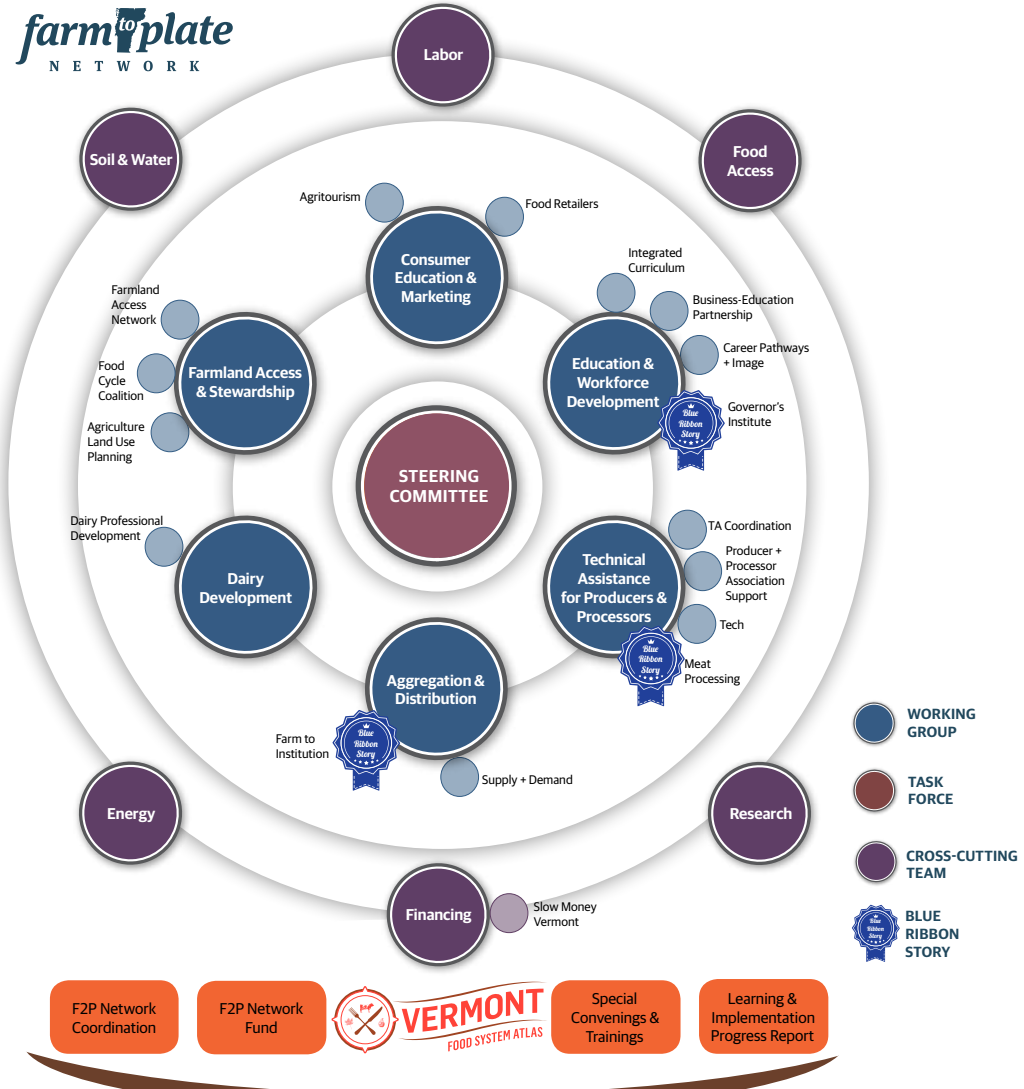 farm to plate
NETWORK
Labor
Soil & Water
Food
Access
Agritourism
Food Retailers
Consumer
Education &
Marketing
Integrated
Curriculum
Business-Education
Partnership
Career Pathways
+ Image
Education &
Workforce
Development
Blue
Ribbon
Story
Governor's
Institute
Farmland
Access
Network
Food
Cycle
Coalition
Agriculture
Land Use
Planning
Farmland Access
& Stewardship
STEERING
COMMITTEE
Dairy Professional
Development
Dairy
Development
TA Coordination
Producer +
Processor
Association
Support
Tech
Technical
Assistance
for Producers &
Processors
Blue
Ribbon
Story
Meat
Processing
Aggregation &
Distribution
Farm to
Institution
Blue
Ribbon
Story
Supply + Demand
Energy
Research
Financing
Slow Money
Vermont
WORKING
GROUP
TASK
FORCE
CROSS-CUTTING
TEAM
Blue
Ribbon
Story
BLUE
RIBBON
STORY
F2P Network
Coordination
F2P Network
Fund
VERMONT
FOOD SYSTEM ATLAS
Special
Convenings &
Trainings
Learning &
Implementation
Progress Report